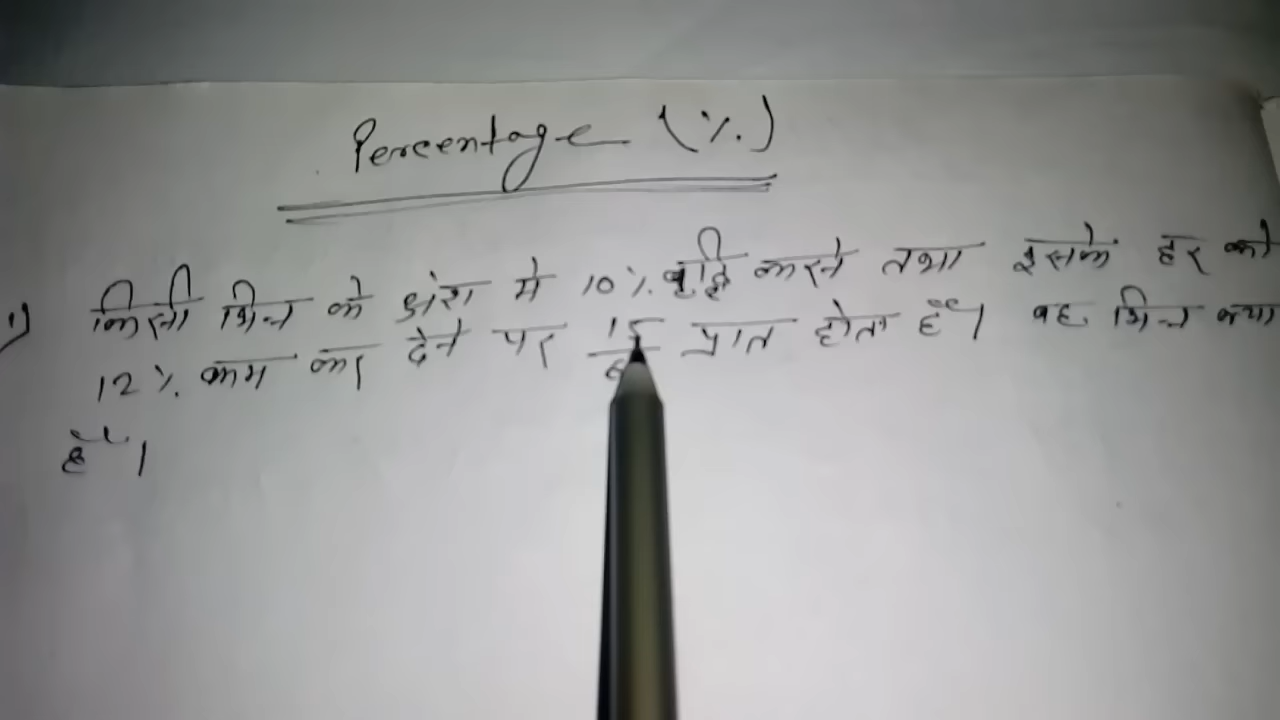 Percentage (%)
1) किसी भिन्न के अंश में 10% वृद्धि करने तथा इसके हर को
12% कम कर देने पर 15 प्राप्त होता हैं। वह भिन्न क्या
हैं।